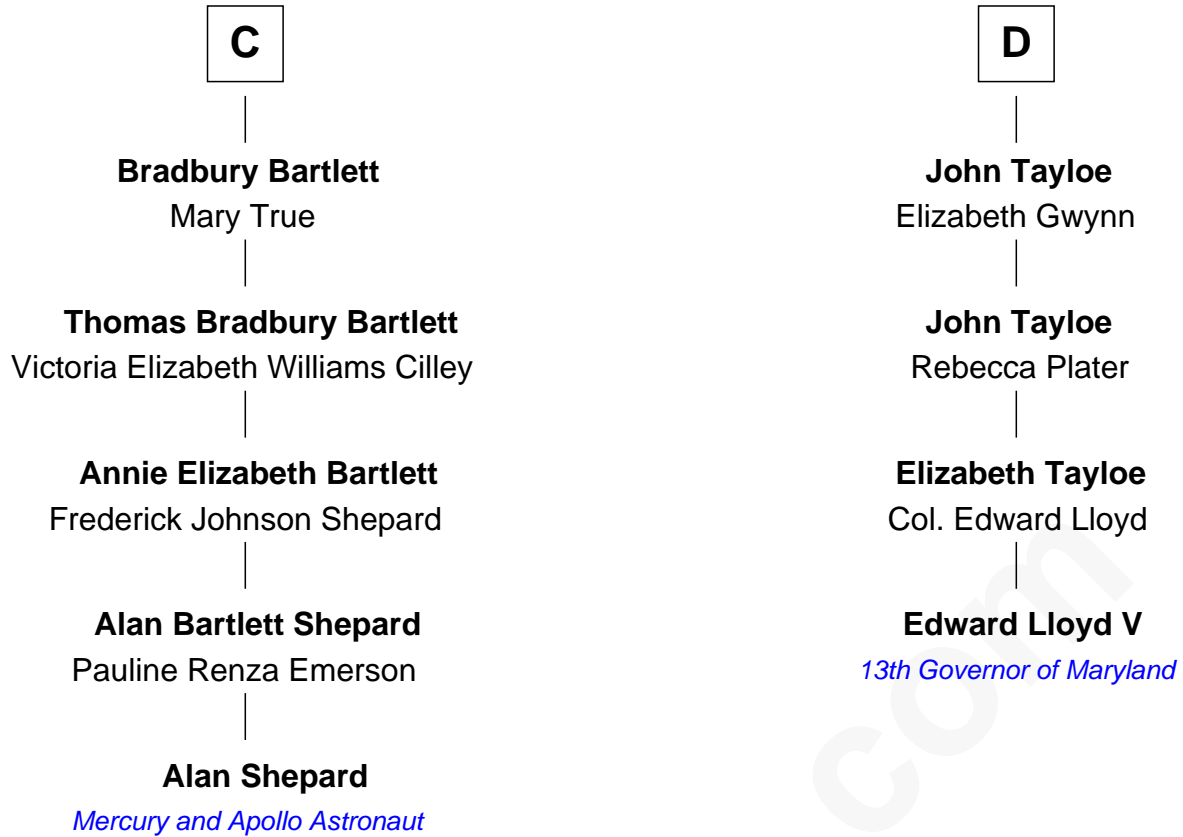 C
Bradbury Bartlett
Mary True
Thomas Bradbury Bartlett
Victoria Elizabeth Williams Cilley
Annie Elizabeth Bartlett
Frederick Johnson Shepard
Alan Bartlett Shepard
Pauline Renza Emerson
Alan Shepard
Mercury and Apollo Astronaut
D
John Tayloe
Elizabeth Gwynn
John Tayloe
Rebecca Plater
Elizabeth Tayloe
Col. Edward Lloyd
Edward Lloyd V
13th Governor of Maryland
com